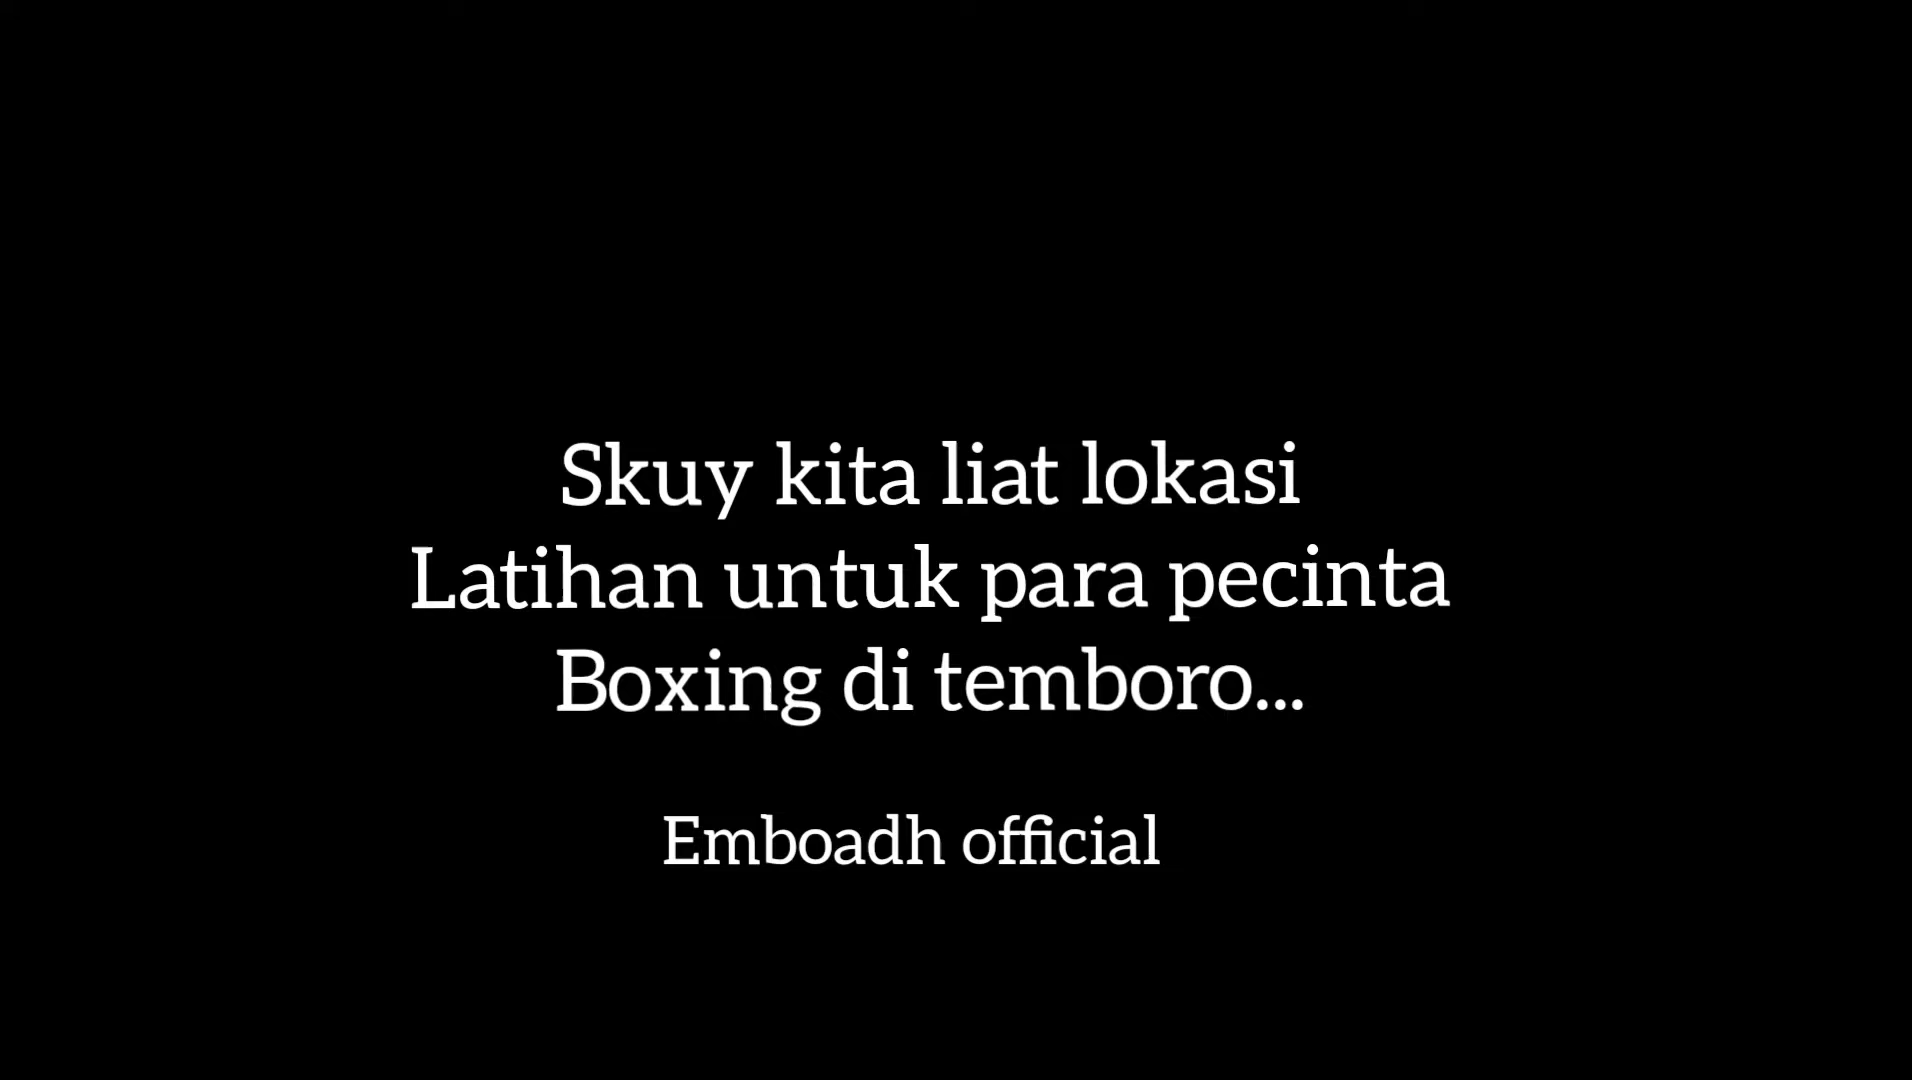 Skuy kita liat lokasi
Latihan untuk para pecinta
Boxing di temboro...
Emboadh official